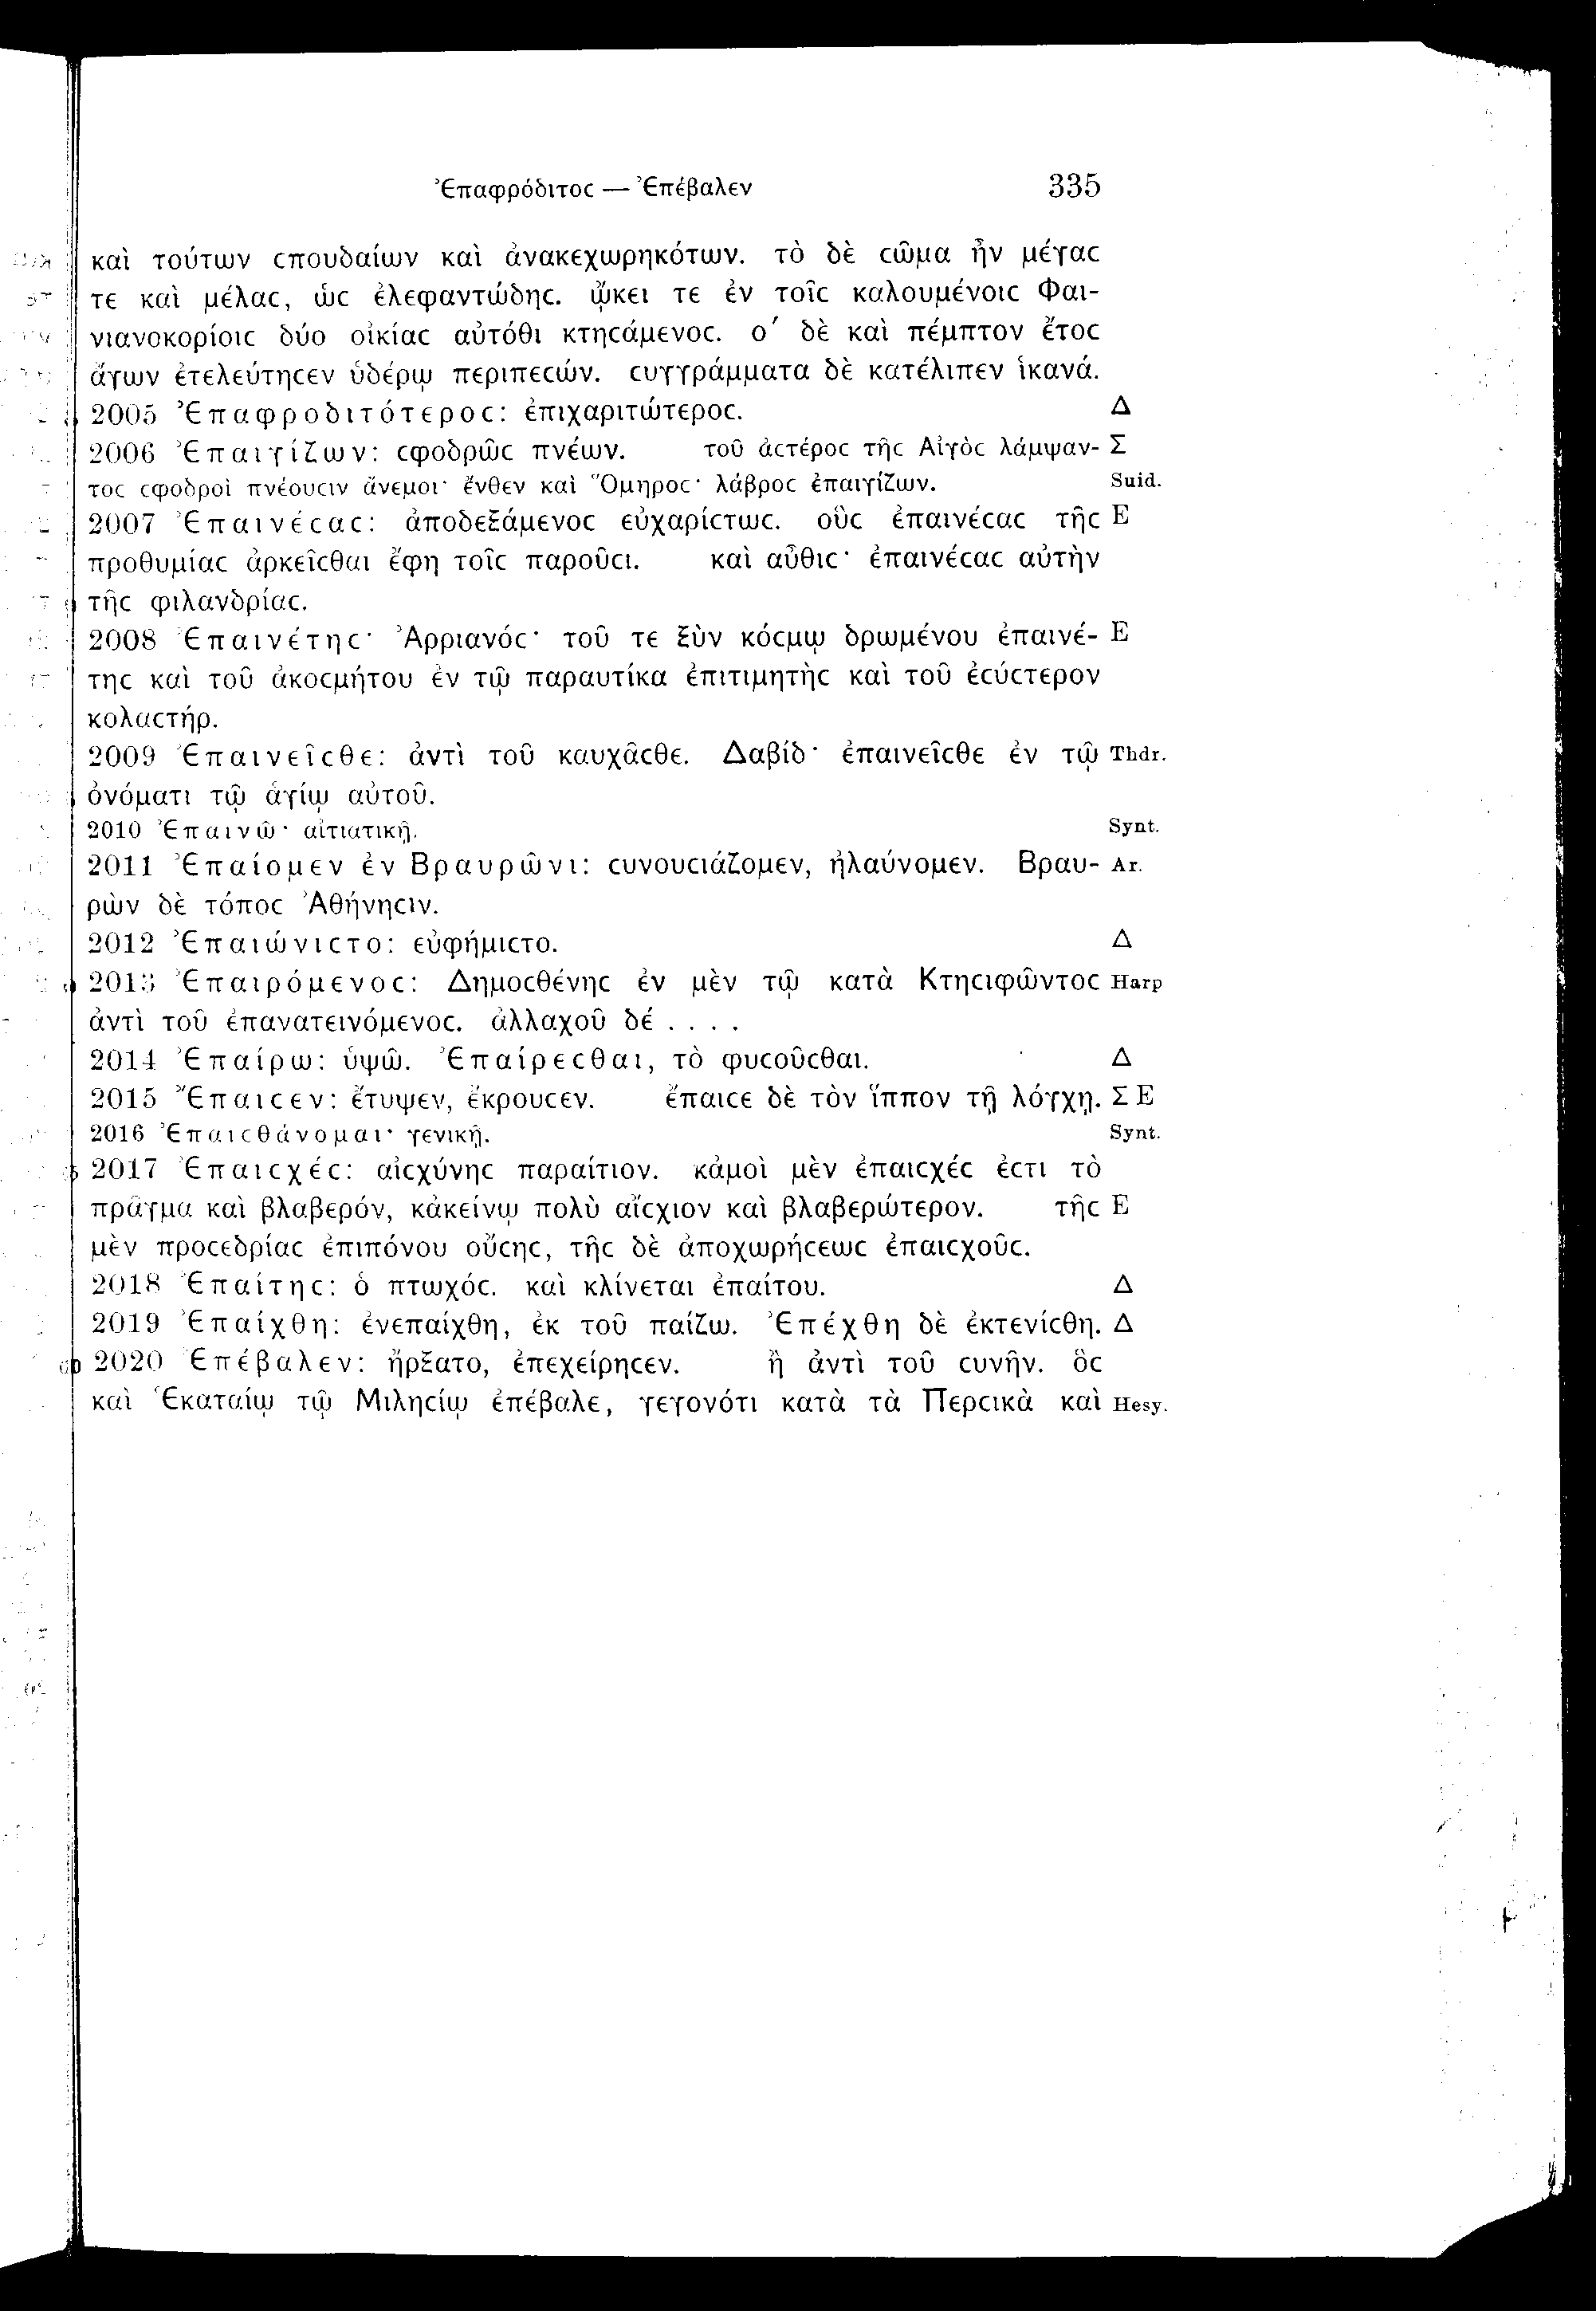 Ἐπαφρόδιτοϲ — Ἐπέβαλεν 335
καὶ τούτων ϲπουδαίων καὶ ἀνακεχωρηκότων. τὸ δὲ ϲῶμα ἦν μέγαϲ
τε καὶ μέλαϲ, ὡϲ ἐλεφαντώδηϲ. ᾤκει τε ἐν τοῖϲ καλουμένοιϲ Φαι-
νιανοκορίοιϲ δύο οἰκίαϲ αὐτόθι κτηϲάμενοϲ. ο´ δὲ καὶ πέμπτον ἔτοϲ
ἄγων ἐτελεύτηϲεν ὑδέρῳ περιπεϲών. ϲυγγράμματα δὲ κατέλιπεν ἱκανά.
2005 Ἐπαφροδιτότεροϲ: ἐπιχαριτώτεροϲ. Δ
2006 Ἐπαιγίζων: ϲφοδρῶϲ πνέων. τοῦ ἀϲτέροϲ τῆϲ Αἰγὸϲ λάμψαν- Σ
τοϲ ϲφοδροὶ πνέουϲιν ἄνεμοι· ἔνθεν καὶ Ὅμηροϲ· λάβροϲ ἐπαιγίζων. Suid.
2007 Ἐπαινέϲαϲ: ἀποδεξάμενοϲ εὐχαρίϲτωϲ. οὓϲ ἐπαινέϲαϲ τῆϲ E
προθυμίαϲ ἀρκεῖϲθαι ἔφη τοῖϲ παροῦϲι. καὶ αὖθιϲ· ἐπαινέϲαϲ αὐτὴν
τῆϲ φιλανδρίαϲ.
2008 Ἐπαινέτηϲ· Ἀρριανόϲ· τοῦ τε ξὺν κόϲμῳ δρωμένου ἐπαινέ- E
τηϲ καὶ τοῦ ἀκοϲμήτου ἐν τῷ παραυτίκα ἐπιτιμητὴϲ καὶ τοῦ ἐϲύϲτερον
κολαϲτήρ.
2009 Ἐπαινεῖϲθε: ἀντὶ τοῦ καυχᾶϲθε. Δαβίδ· ἐπαινεῖϲθε ἐν τῷ Thdr.
ὀνόματι τῷ ἁγίῳ αὐτοῦ.
2010 Ἐπαινῶ· αἰτιατικῇ. Synt.
2011 Ἐπαίομεν ἐν Βραυρῶνι: ϲυνουϲιάζομεν, ἠλαύνομεν. Βραυ- Ar.
ρὼν δὲ τόποϲ Ἀθήνηϲιν.
2012 Ἐπαιώνιϲτο: εὐφήμιϲτο. Δ
2013 Ἐπαιρόμενοϲ: Δημοϲθένηϲ ἐν μὲν τῷ κατὰ Κτηϲιφῶντοϲ Harp
ἀντὶ τοῦ ἐπανατεινόμενοϲ. ἀλλαχοῦ δέ . . . .
2014 Ἐπαίρω: ὑψῶ. Ἐπαίρεϲθαι, τὸ φυϲοῦϲθαι. Δ
2015 Ἔπαιϲεν: ἔτυψεν, ἔκρουϲεν. ἔπαιϲε δὲ τὸν ἵππον τῇ λόγχῃ. Σ E
2016 Ἐπαιϲθάνομαι· γενικῇ. Synt.
2017 Ἐπαιϲχέϲ: αἰϲχύνηϲ παραίτιον. κἀμοὶ μὲν ἐπαιϲχέϲ ἐϲτι τὸ
πρᾶγμα καὶ βλαβερόν, κἀκείνῳ πολὺ αἴϲχιον καὶ βλαβερώτερον. τῆϲ E
μὲν προϲεδρίαϲ ἐπιπόνου οὔϲηϲ, τῆϲ δὲ ἀποχωρήϲεωϲ ἐπαιϲχοῦϲ.
2018 Ἐπαίτηϲ: ὁ πτωχόϲ. καὶ κλίνεται ἐπαίτου. Δ
2019 Ἐπαίχθη: ἐνεπαίχθη, ἐκ τοῦ παίζω. Ἐπέχθη δὲ ἐκτενίϲθη. Δ
2020 Ἐπέβαλεν: ἤρξατο, ἐπεχείρηϲεν. ἢ ἀντὶ τοῦ ϲυνῆν. ὃϲ
καὶ Ἑκαταίῳ τῷ Μιληϲίῳ ἐπέβαλε, γεγονότι κατὰ τὰ Περϲικὰ καὶ Hesy.